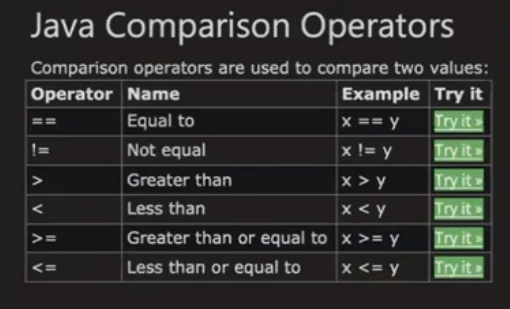 Java Comparison Operators
Comparison operators are used to compare two values:
Operator Name Example Try it
== Equal to x == y Try it »
!= Not equal x != y Try it »
> Greater than x > y Try it »
< Less than x < y Try it »
>= Greater than or equal to x >= y Try it »
<= Less than or equal to x <= y Try it »